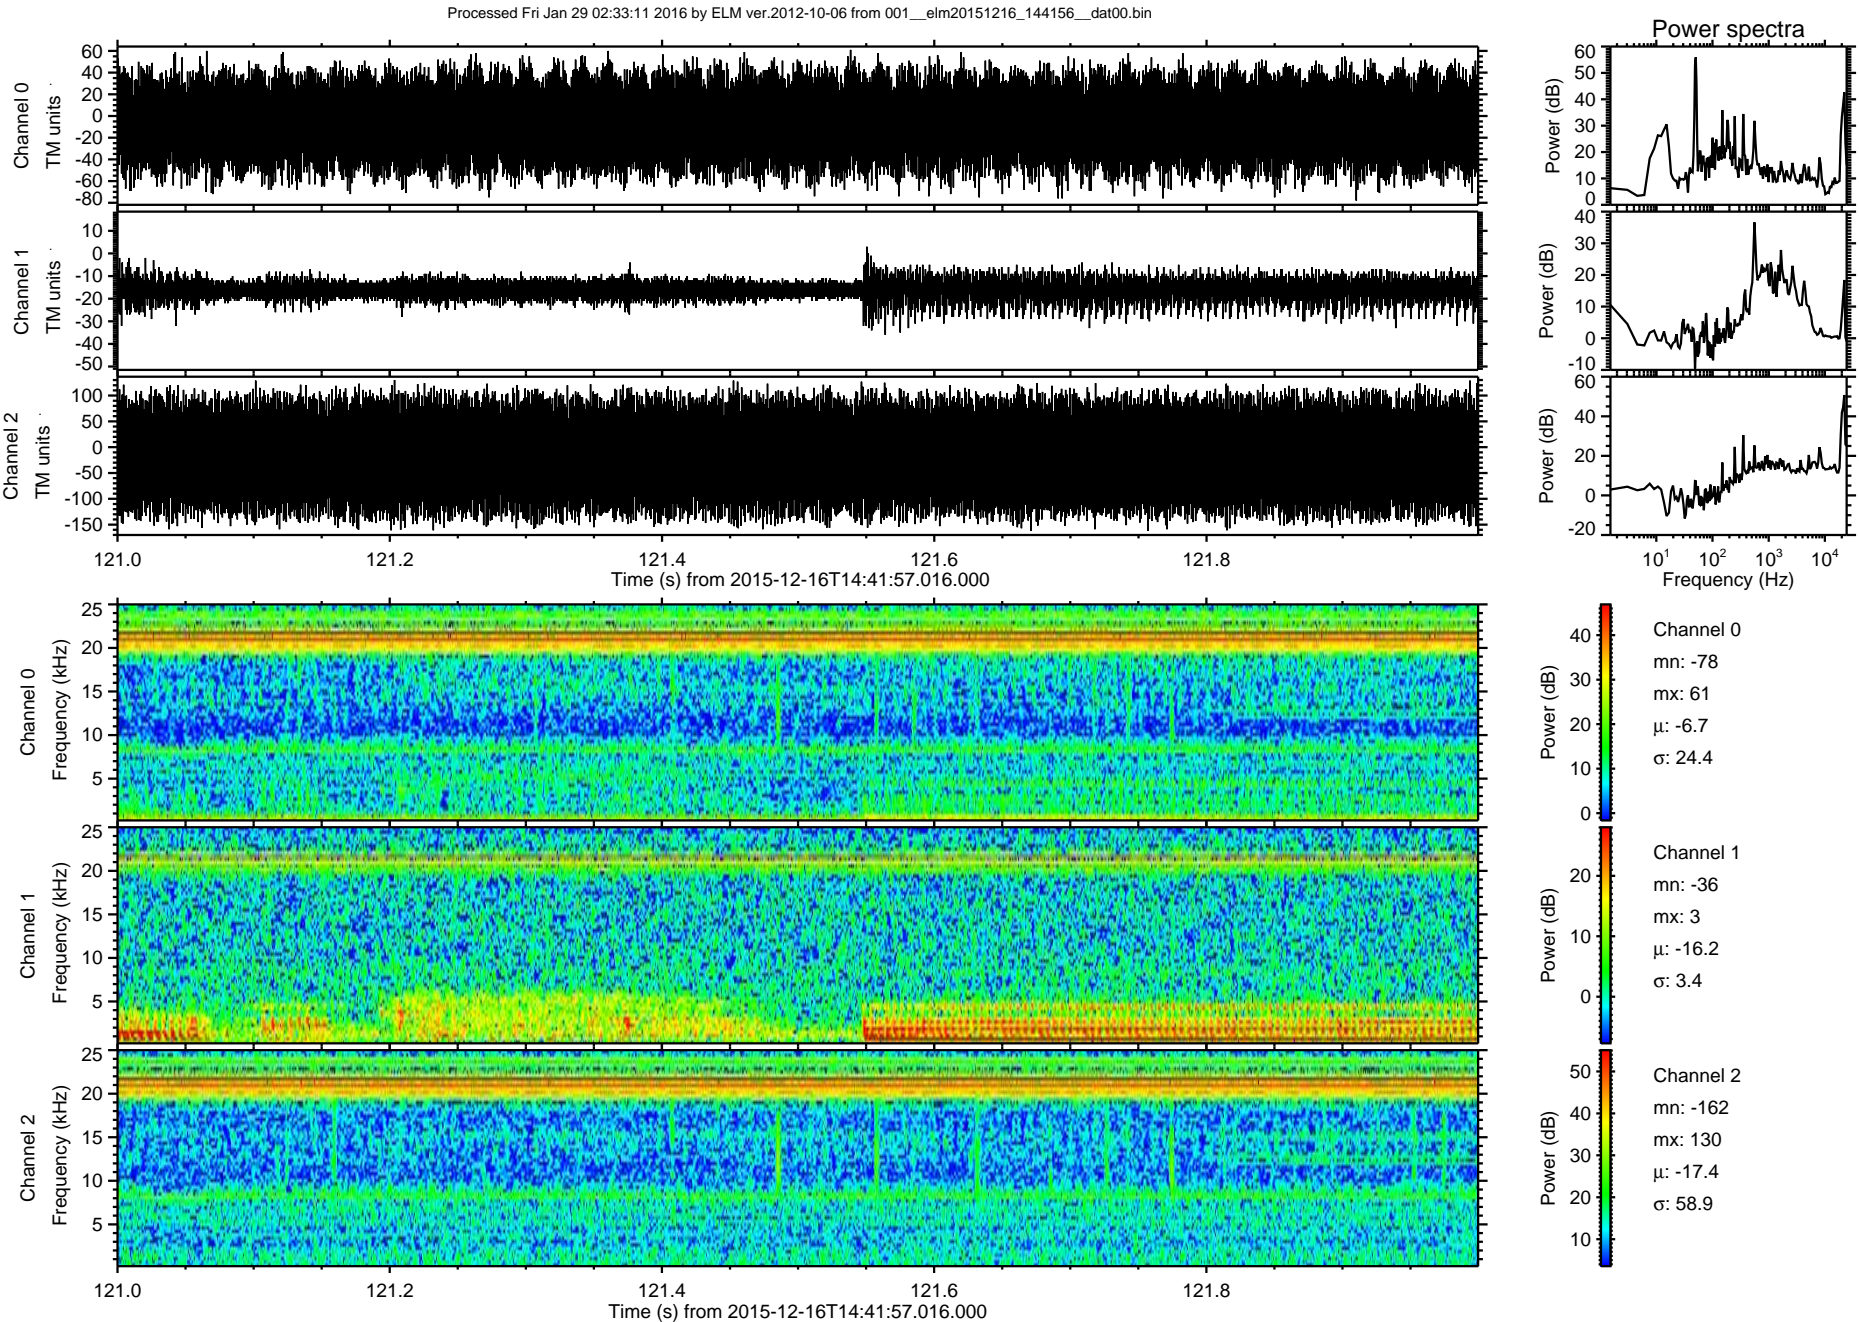 Processed Fri Jan 29 02:33:11 2016 by ELM ver.2012-10-06 from 001__elm20151216_144156__dat00.bin
Power spectra
Channel 0
TM units
60
40
20
0
-20
-40
-60
-80
Power (dB)
60
50
40
30
20
10
0
Channel 1
TM units
10
0
-10
-20
-30
-40
-50
Power (dB)
40
30
20
10
0
-10
Channel 2
TM units
100
50
0
-50
-100
-150
Power (dB)
60
40
20
0
-20
121.0 121.2 121.4 121.6 121.8
Time (s) from 2015-12-16T14:41:57.016.000
10^1 10^2 10^3 10^4
Frequency (Hz)
Channel 0
Frequency (kHz)
25
20
15
10
5
Power (dB)
40
30
20
10
0
Channel 0
mn: -78
mx: 61
µ: -6.7
σ: 24.4
Channel 1
Frequency (kHz)
25
20
15
10
5
Power (dB)
20
10
0
Channel 1
mn: -36
mx: 3
µ: -16.2
σ: 3.4
Channel 2
Frequency (kHz)
25
20
15
10
5
Power (dB)
50
40
30
20
10
Channel 2
mn: -162
mx: 130
µ: -17.4
σ: 58.9
121.0 121.2 121.4 121.6 121.8
Time (s) from 2015-12-16T14:41:57.016.000